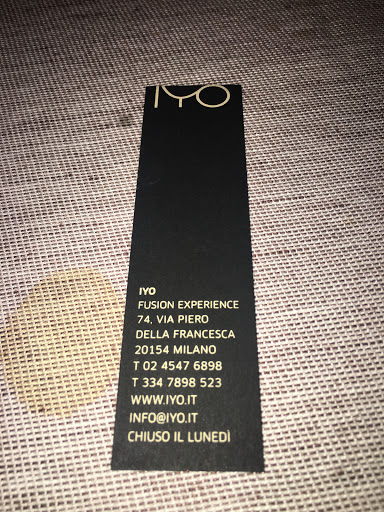 IYO
IYO
FUSION EXPERIENCE
74, VIA PIERO
DELLA FRANCESCA
20154 MILANO
T 02 4547 6898
T 334 7898 523
WWW.IYO.IT
INFO@IYO.IT
CHIUSO IL LUNEDÌ